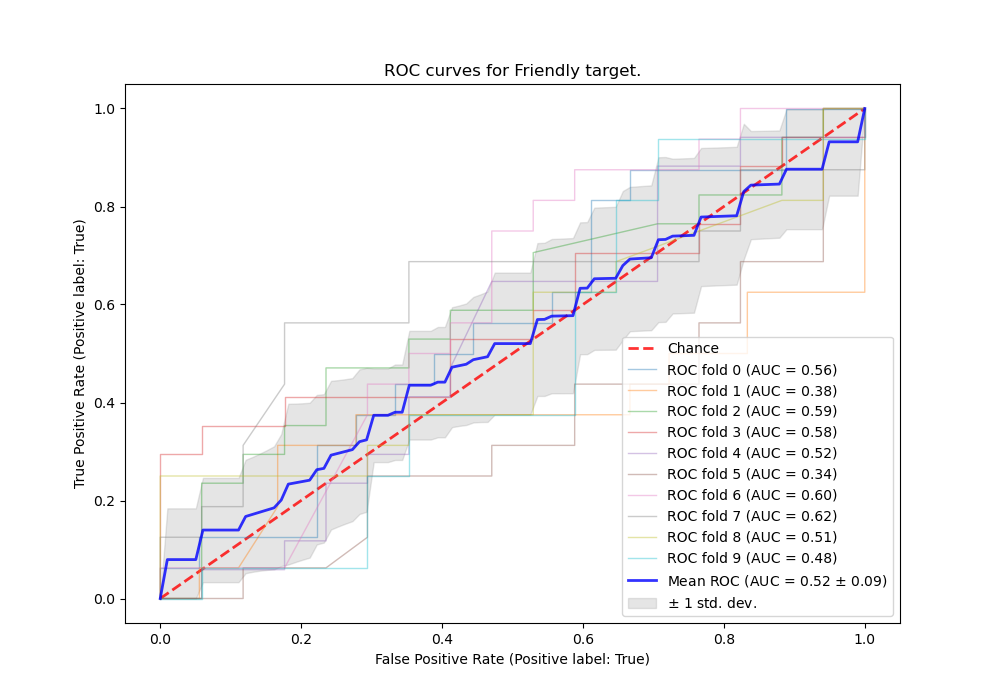 ROC curves for Friendly target.
True Positive Rate (Positive label: True)
1.0
0.8
0.6
0.4
0.2
0.0
Chance
ROC fold 0 (AUC = 0.56)
ROC fold 1 (AUC = 0.38)
ROC fold 2 (AUC = 0.59)
ROC fold 3 (AUC = 0.58)
ROC fold 4 (AUC = 0.52)
ROC fold 5 (AUC = 0.34)
ROC fold 6 (AUC = 0.60)
ROC fold 7 (AUC = 0.62)
ROC fold 8 (AUC = 0.51)
ROC fold 9 (AUC = 0.48)
Mean ROC (AUC = 0.52 ± 0.09)
± 1 std. dev.
0.0 0.2 0.4 0.6 0.8 1.0
False Positive Rate (Positive label: True)